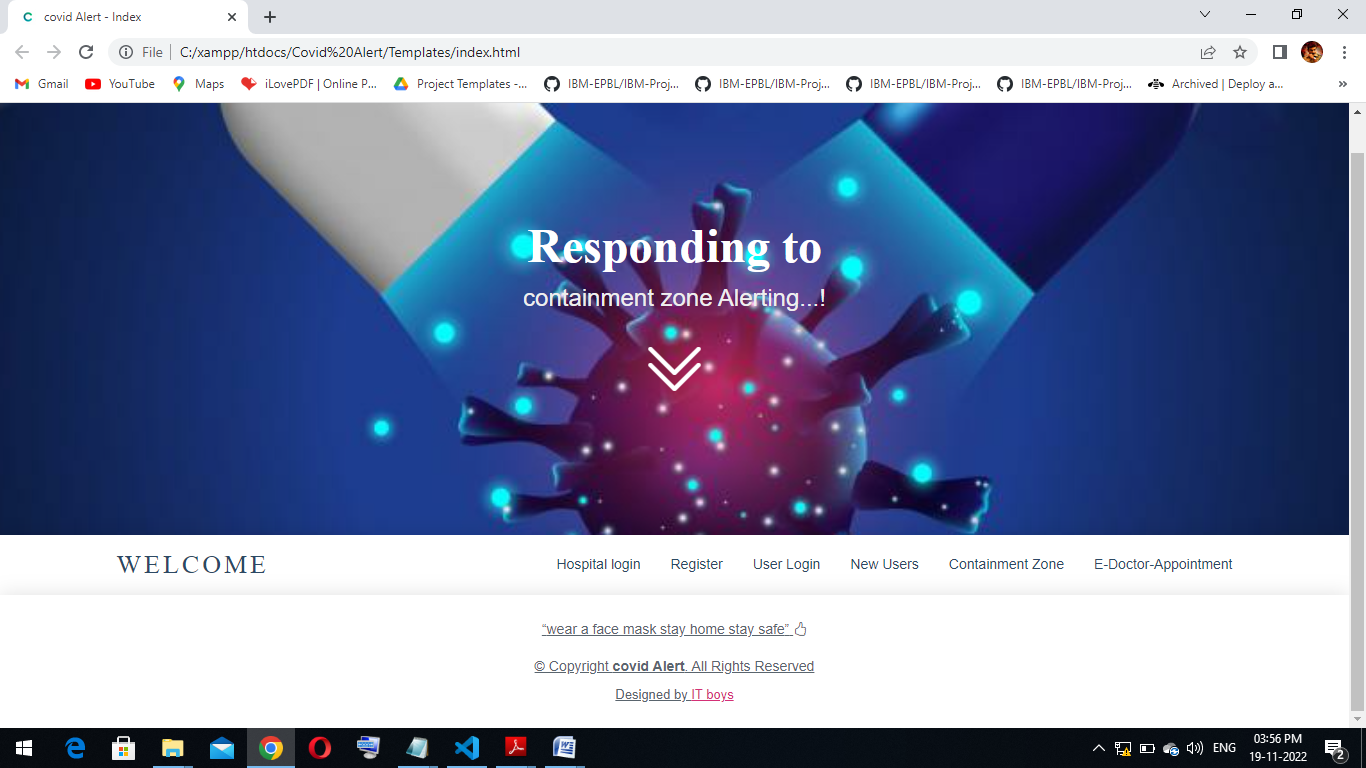 covid Alert - Index
File
C:/xampp/htdocs/Covid%20Alert/Templates/index.html
Gmail YouTube Maps iLovePDF | Online P... Project Templates -... IBM-EPBL/IBM-Proj... IBM-EPBL/IBM-Proj... IBM-EPBL/IBM-Proj... IBM-EPBL/IBM-Proj... Archived | Deploy a... »
Responding to
containment zone Alerting...!
WELCOME
Hospital login Register User Login New Users Containment Zone E-Doctor-Appointment
“wear a face mask stay home stay safe”
© Copyright covid Alert. All Rights Reserved
Designed by IT boys
ENG
03:56 PM
19-11-2022
2